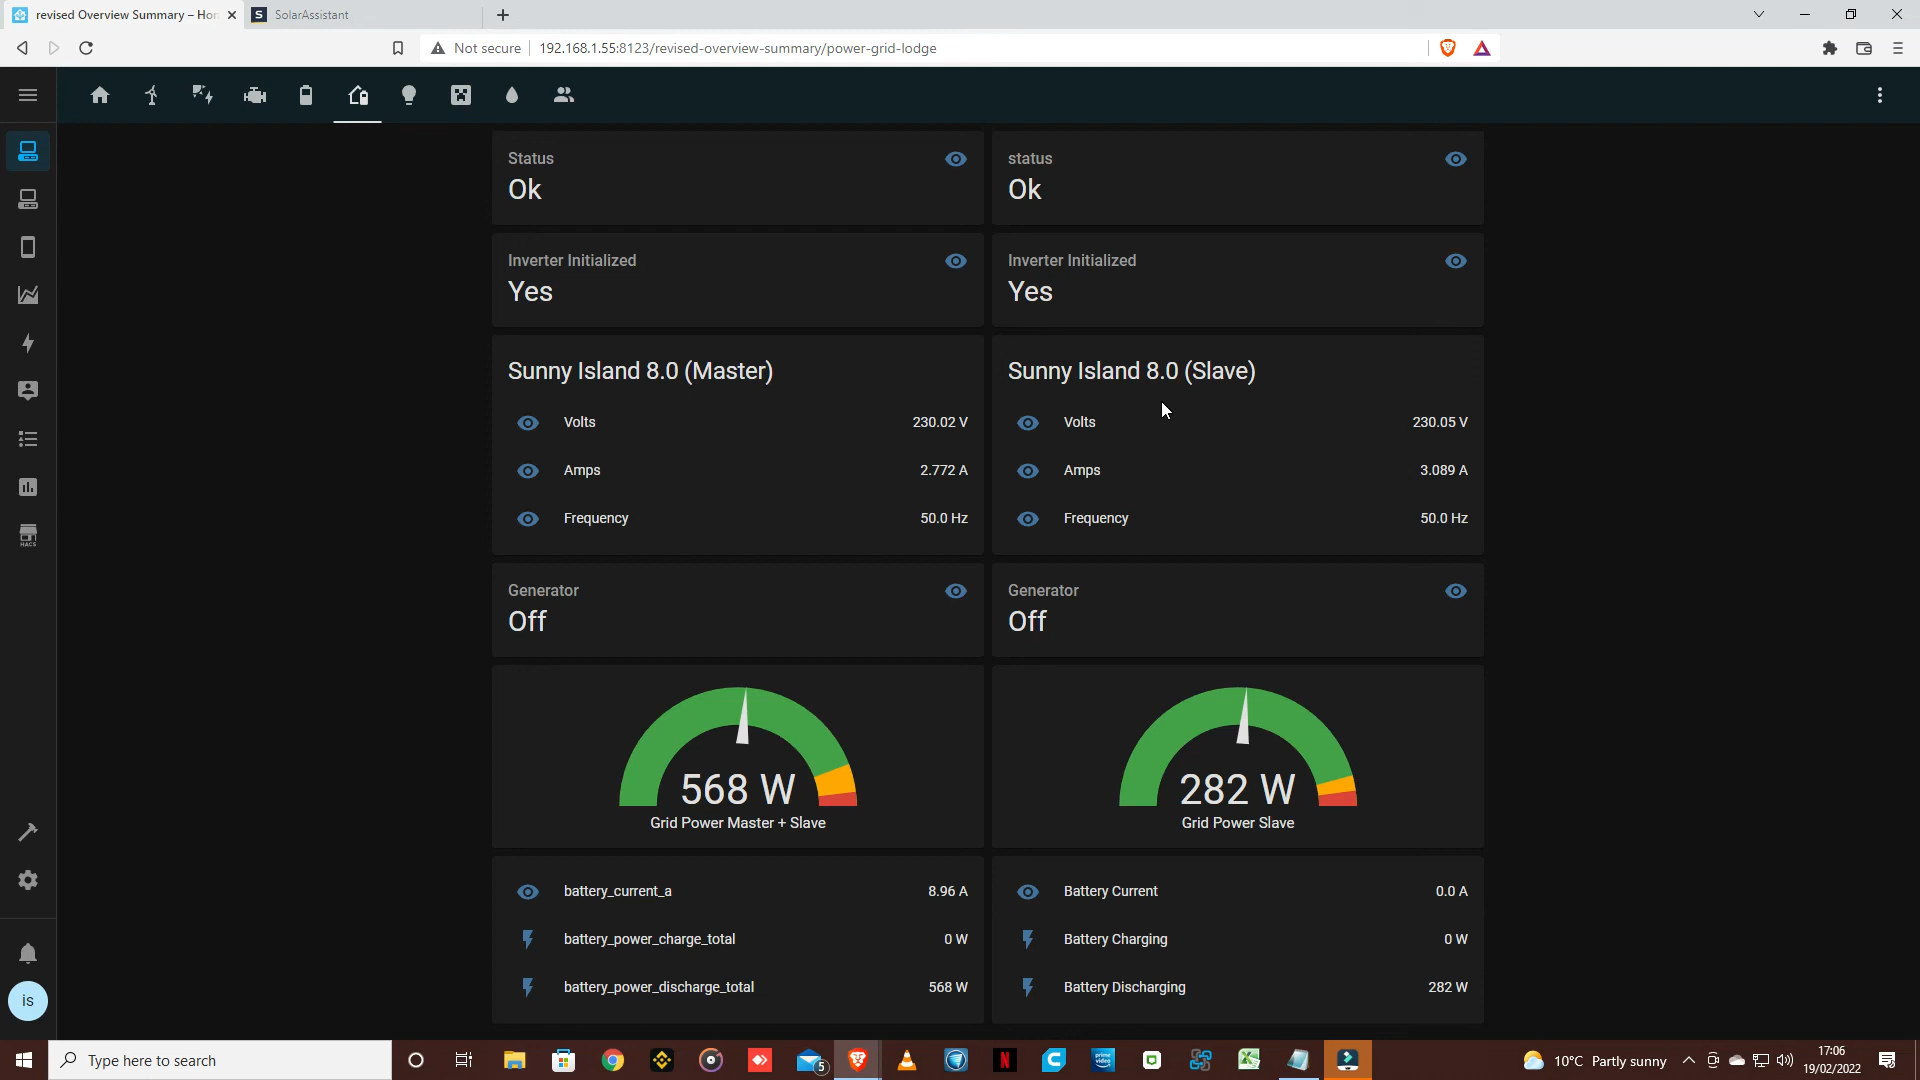 revised Overview Summary – Hor
SolarAssistant
Not secure
192.168.1.55:8123/revised-overview-summary/power-grid-lodge
Status
Ok
status
Ok
Inverter Initialized
Yes
Inverter Initialized
Yes
Sunny Island 8.0 (Master)
Volts 230.02 V
Amps 2.772 A
Frequency 50.0 Hz
Sunny Island 8.0 (Slave)
Volts 230.05 V
Amps 3.089 A
Frequency 50.0 Hz
Generator
Off
Generator
Off
568 W
Grid Power Master + Slave
282 W
Grid Power Slave
battery_current_a 8.96 A
battery_power_charge_total 0 W
battery_power_discharge_total 568 W
Battery Current 0.0 A
Battery Charging 0 W
Battery Discharging 282 W
HACS
is
Type here to search
5
prime video
10°C Partly sunny
17:06
19/02/2022